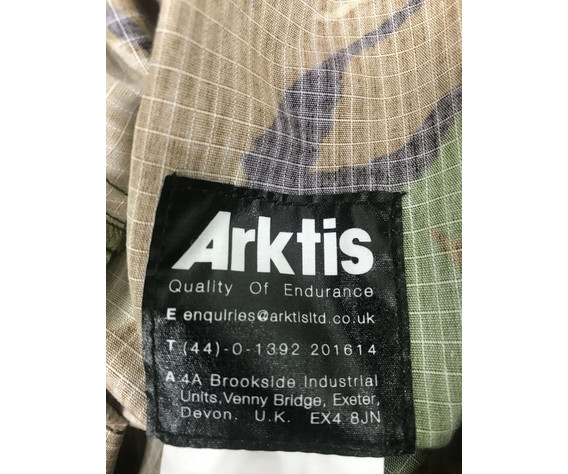 Arktis
Quality Of Endurance
E enquiries@arktisltd.co.uk
T (44)-0-1392 201614
A 4A Brookside Industrial
Units, Venny Bridge, Exeter,
Devon. U.K. EX4 8JN